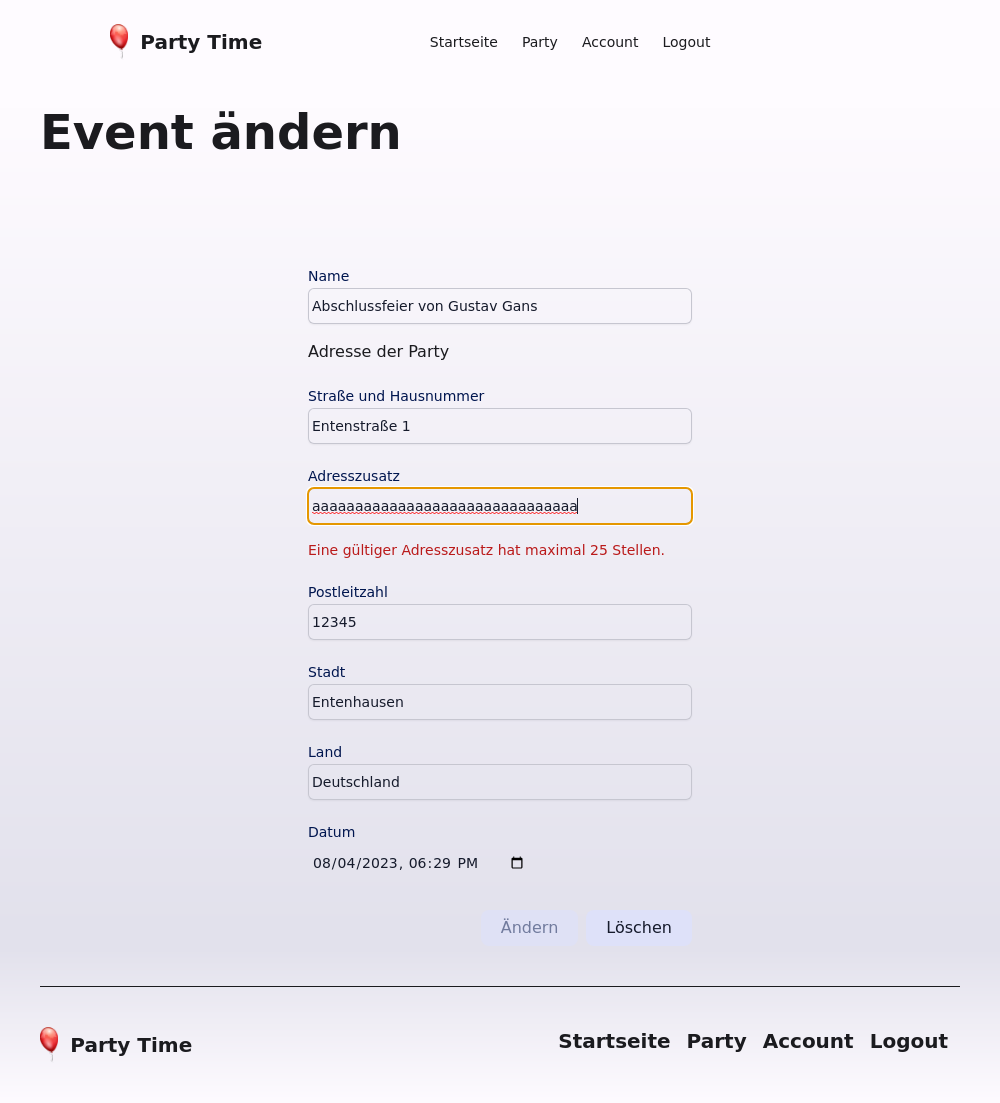 Party Time
Startseite Party Account Logout
Event ändern
Name
Abschlussfeier von Gustav Gans
Adresse der Party
Straße und Hausnummer
Entenstraße 1
Adresszusatz
aaaaaaaaaaaaaaaaaaaaaaaaaaaaaaa
Eine gültiger Adresszusatz hat maximal 25 Stellen.
Postleitzahl
12345
Stadt
Entenhausen
Land
Deutschland
Datum
08/04/2023, 06:29 PM
Ändern Löschen
Party Time
Startseite Party Account Logout